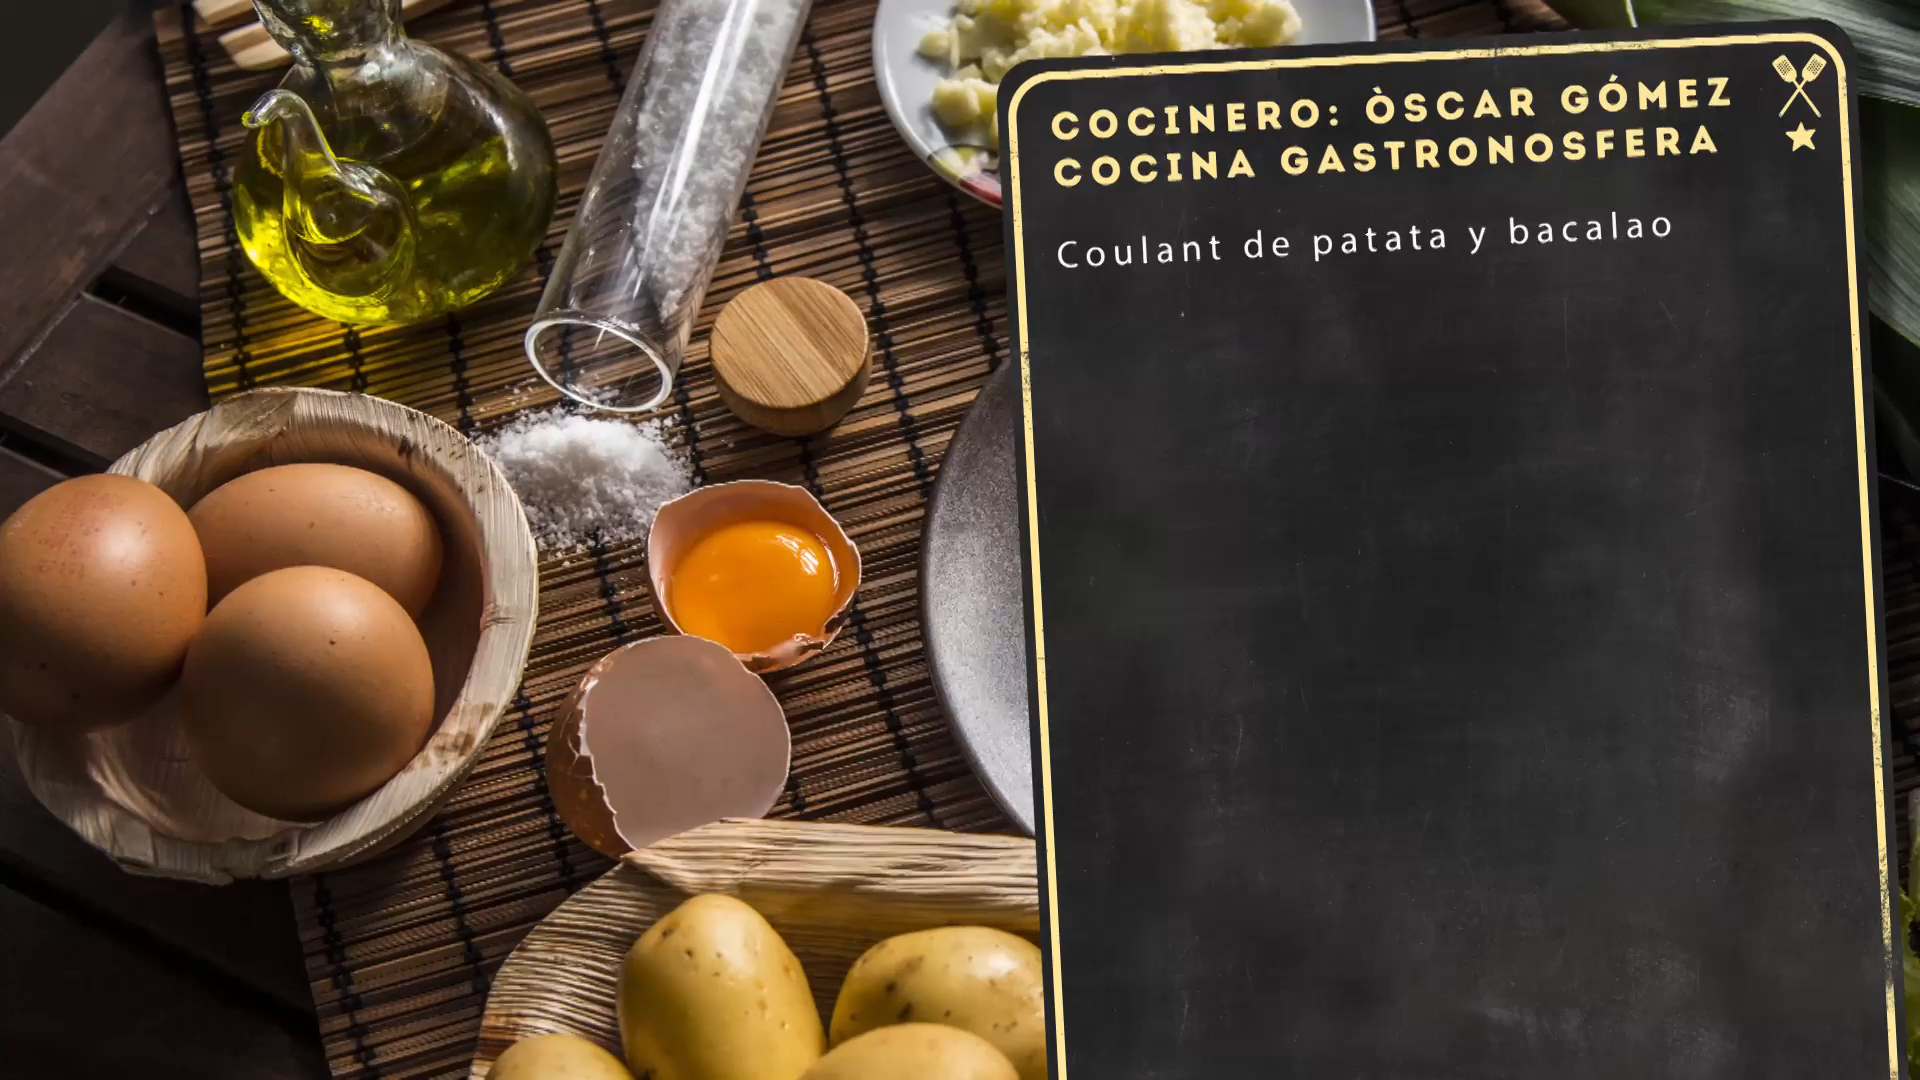 COCINERO: ÒSCAR GÓMEZ
COCINA GASTRONOSFERA
Coulant de patata y bacalao